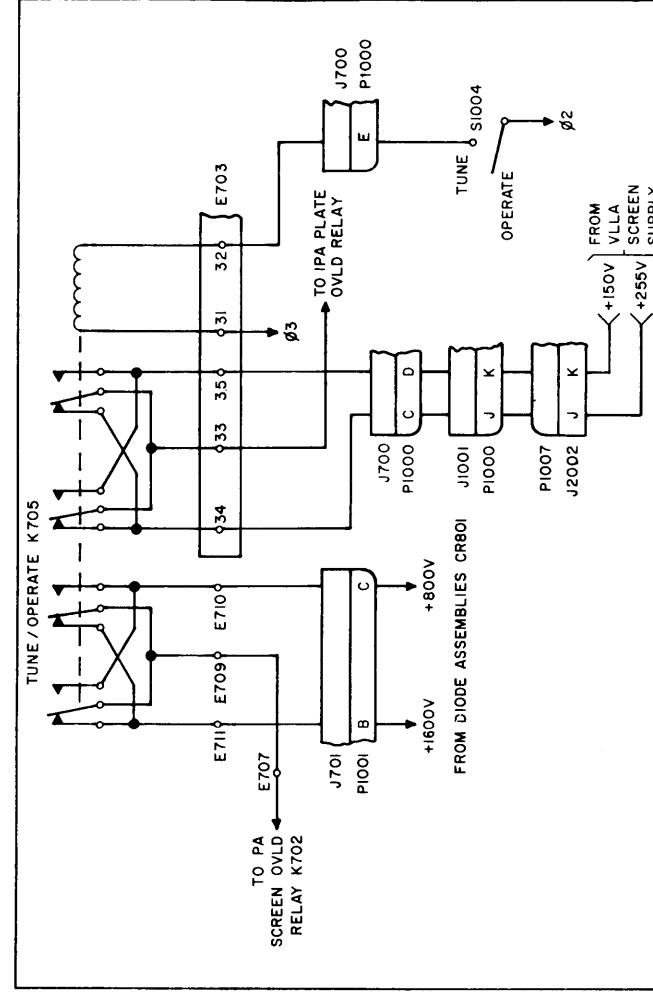 TUNE / OPERATE K705
J700
P1000
E
E703
32
31
35
33
34
Ø3
TUNE
S1004
OPERATE
Ø2
TO IPA PLATE
OVLD RELAY
E710
E709
E711
E707
J700
P1000
C
D
J1001
P1000
J
K
P1007
J2002
J
K
+150V
+255V
FROM
VLLA
SCREEN
SUPPLY
J701
P1001
B
C
+1600V
+800V
FROM DIODE ASSEMBLIES CR801
TO PA
SCREEN OVLD
RELAY K702